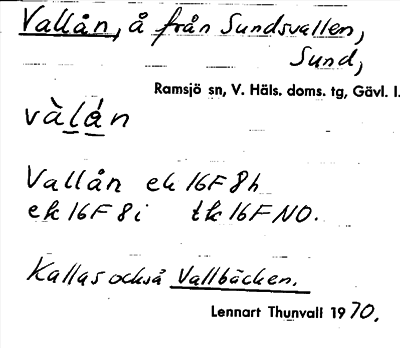 Vallån, å från Sundsvallen,
Sund,
Ramsjö sn, V. Häls. doms. tg, Gävl. l.
vàlán
Vallån ek 16F 8h
ek 16F 8i tk 16F NO.
Kallas också Vallbäcken.
Lennart Thunvall 1970.